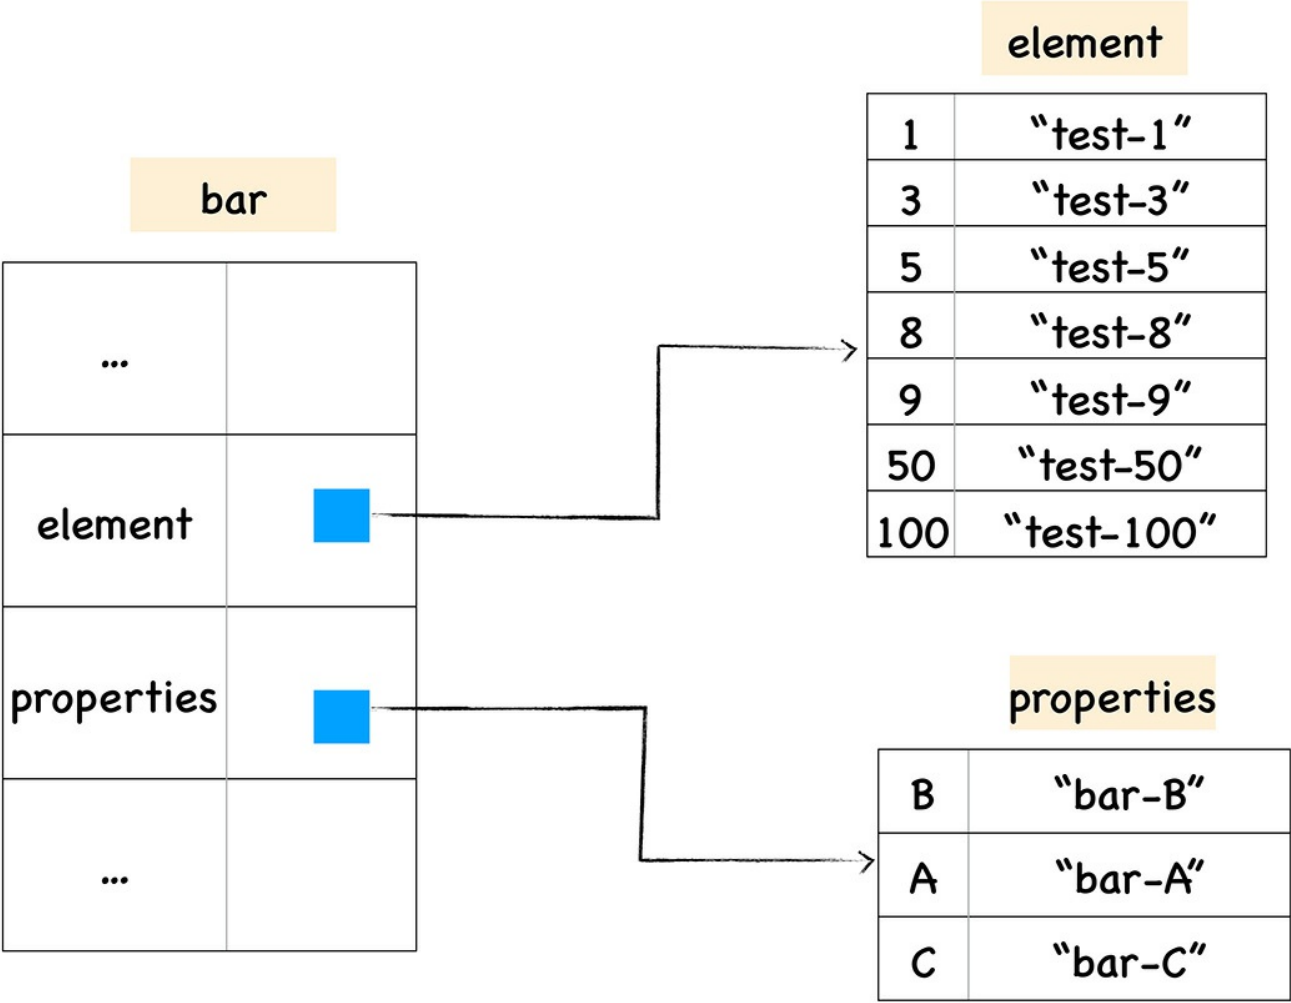 bar
...
element
properties
...
element
1 “test-1”
3 “test-3”
5 “test-5”
8 “test-8”
9 “test-9”
50 “test-50”
100 “test-100”
properties
B “bar-B”
A “bar-A”
C “bar-C”